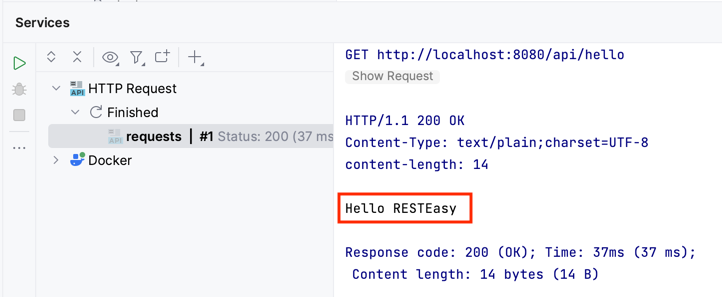 Services
HTTP Request
Finished
API requests | #1 Status: 200 (37 ms
Docker
GET http://localhost:8080/api/hello
Show Request
HTTP/1.1 200 OK
Content-Type: text/plain;charset=UTF-8
content-length: 14
Hello RESTEasy
Response code: 200 (OK); Time: 37ms (37 ms);
Content length: 14 bytes (14 B)